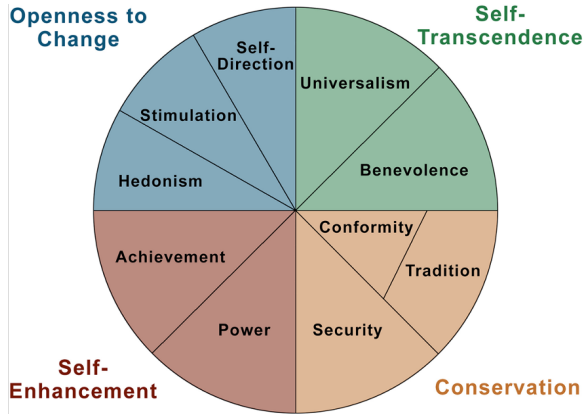 Openness to
Change
Self-
Transcendence
Self-
Direction
Universalism
Stimulation
Benevolence
Hedonism
Conformity
Achievement
Tradition
Power
Security
Self-
Enhancement
Conservation